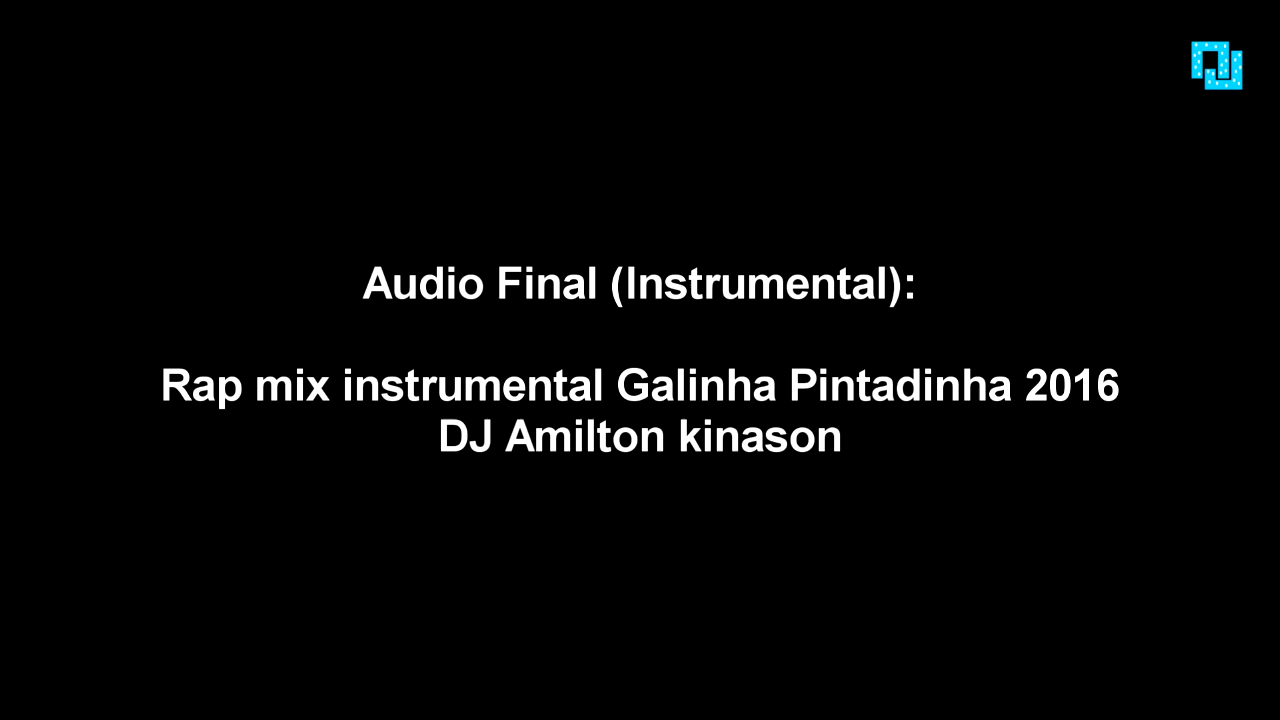 Audio Final (Instrumental):
Rap mix instrumental Galinha Pintadinha 2016
DJ Amilton kinason